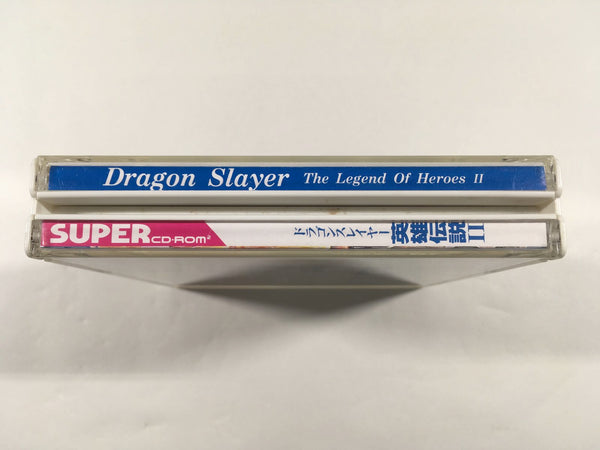 Dragon Slayer The Legend Of Heroes II
SUPER CD-ROM² ドラゴンスレイヤー 英雄伝説II